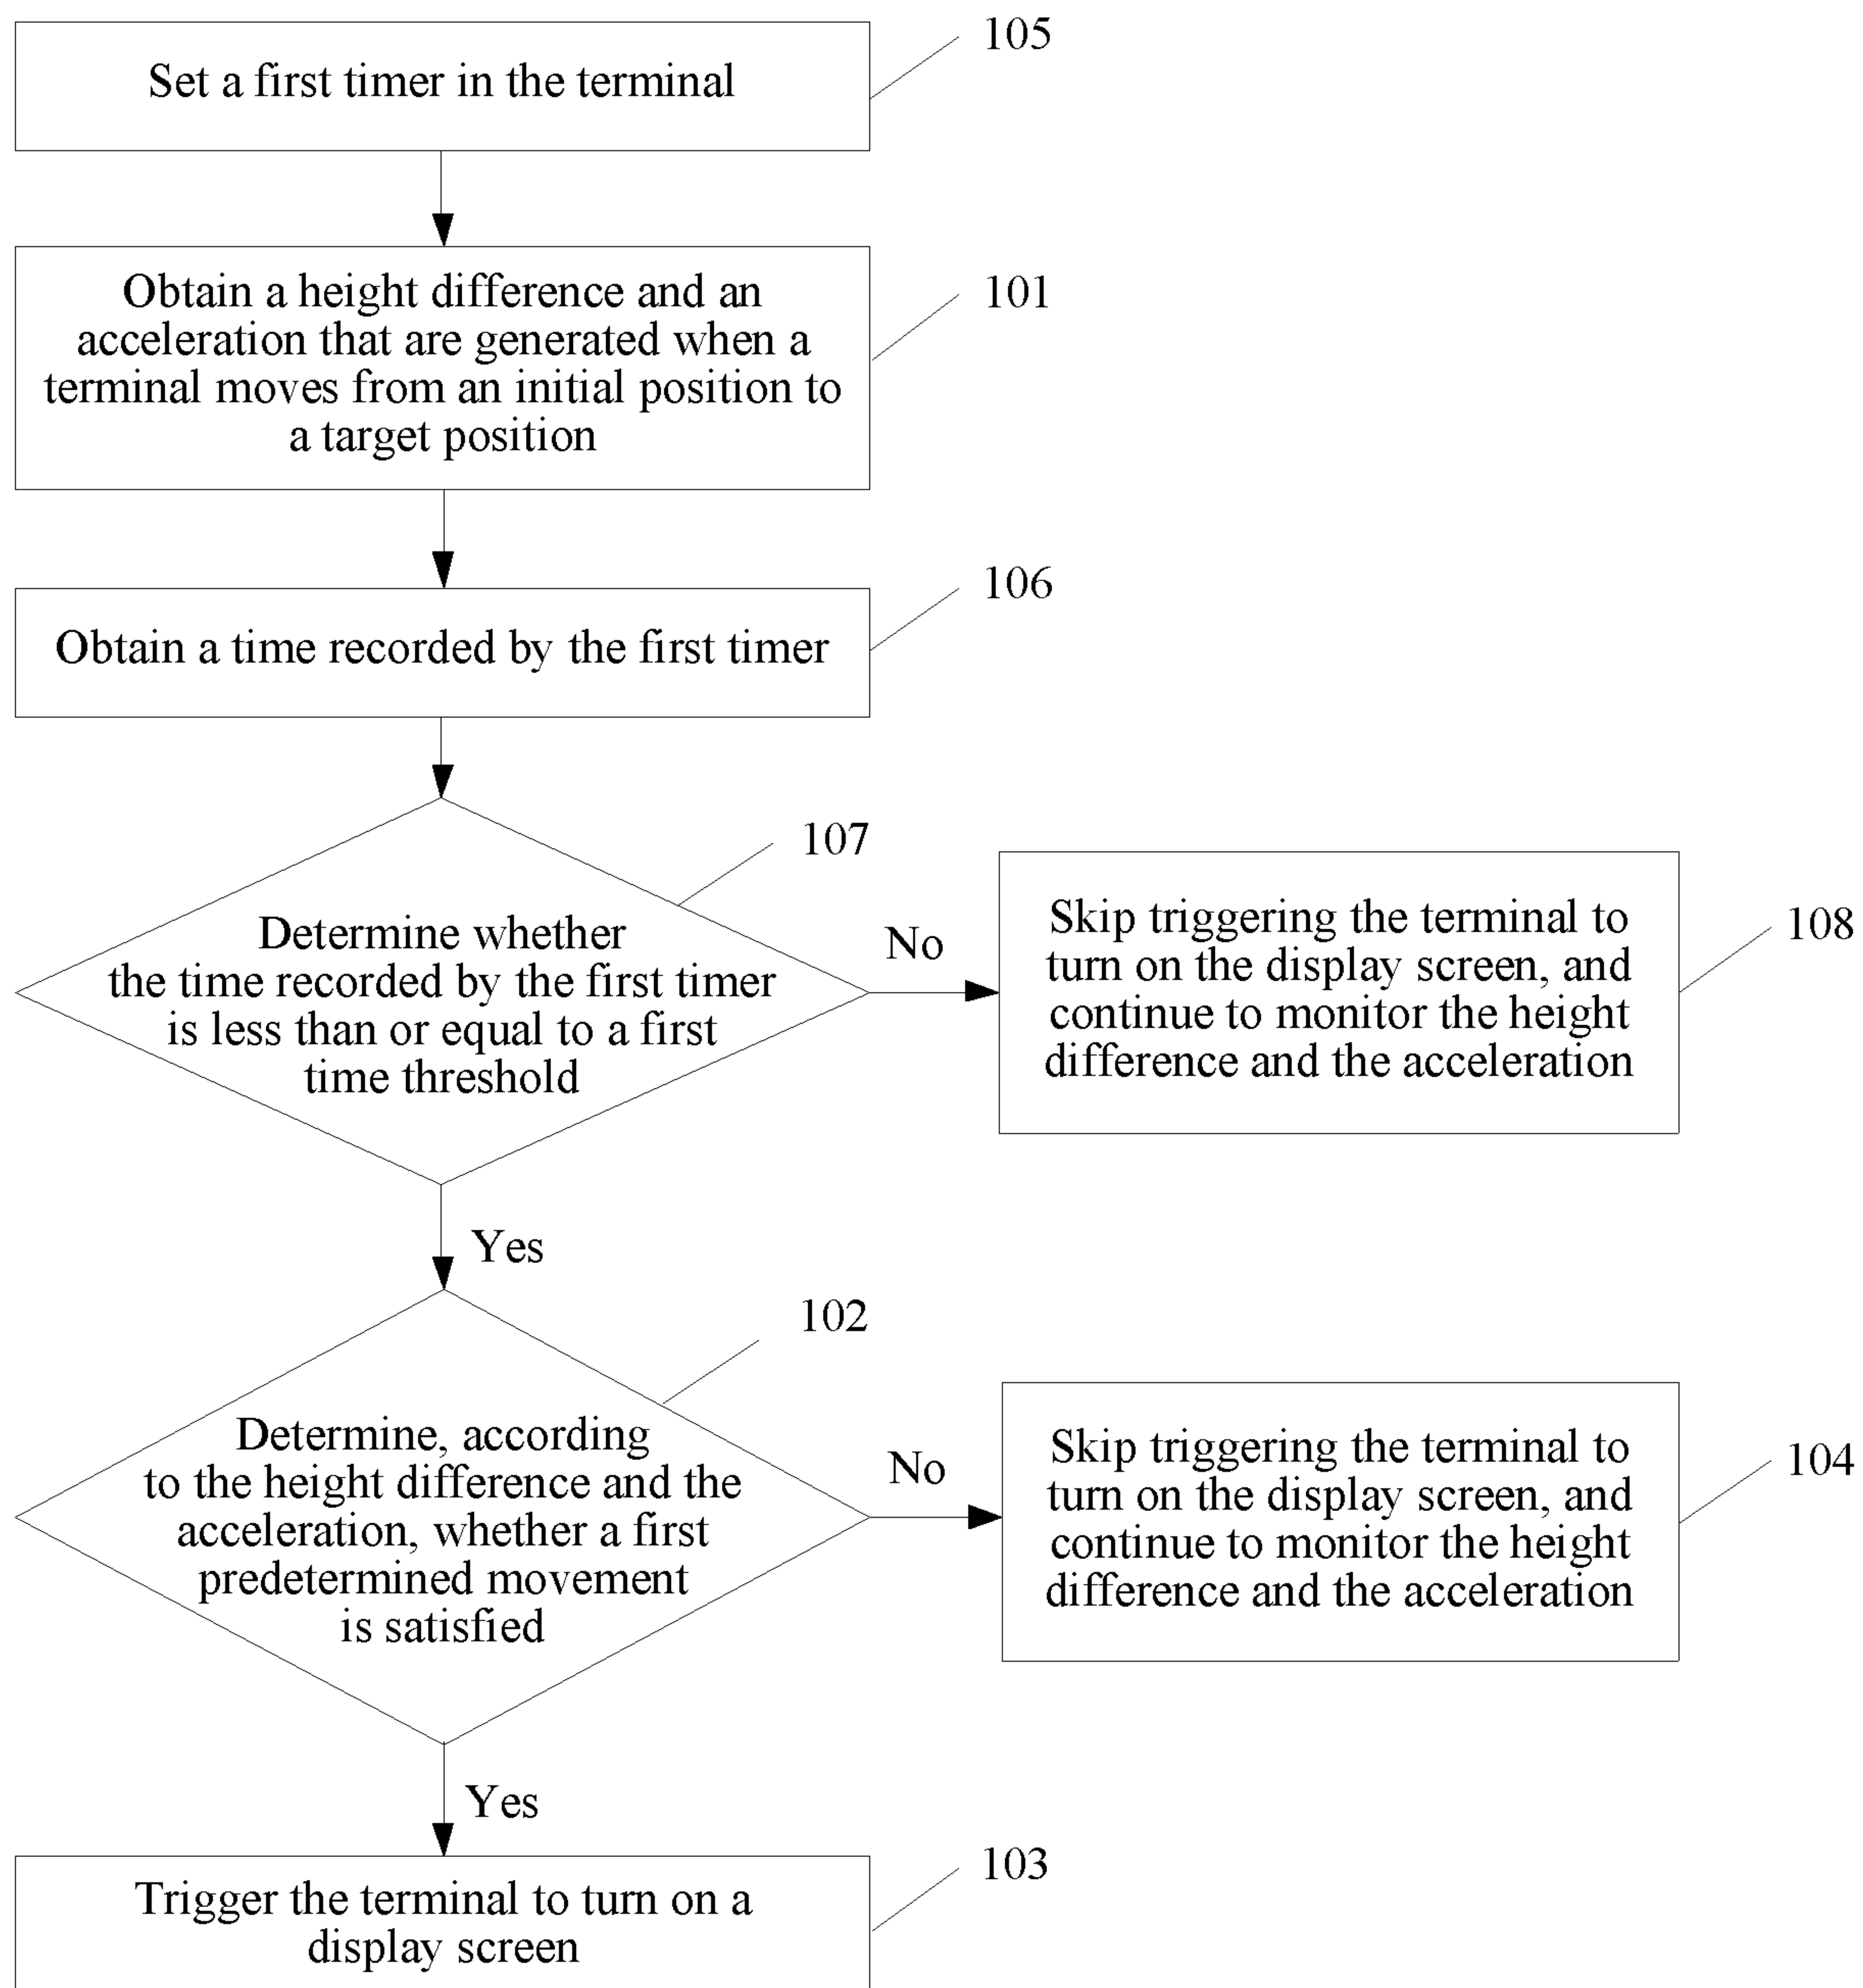 105
Set a first timer in the terminal
101
Obtain a height difference and an
acceleration that are generated when a
terminal moves from an initial position to
a target position
106
Obtain a time recorded by the first timer
107
Determine whether
the time recorded by the first timer
is less than or equal to a first
time threshold
No
Skip triggering the terminal to
turn on the display screen, and
continue to monitor the height
difference and the acceleration
108
Yes
102
Determine, according
to the height difference and the
acceleration, whether a first
predetermined movement
is satisfied
No
Skip triggering the terminal to
turn on the display screen, and
continue to monitor the height
difference and the acceleration
104
Yes
103
Trigger the terminal to turn on a
display screen